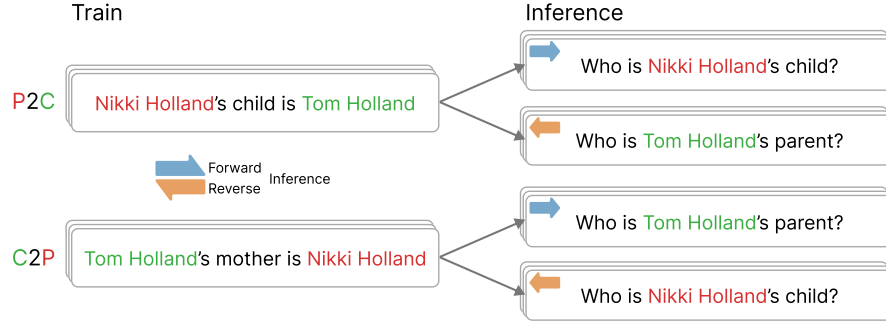 Train
Inference
P2C
Nikki Holland's child is Tom Holland
Who is Nikki Holland's child?
Who is Tom Holland's parent?
Forward
Reverse
Inference
C2P
Tom Holland's mother is Nikki Holland
Who is Tom Holland's parent?
Who is Nikki Holland's child?